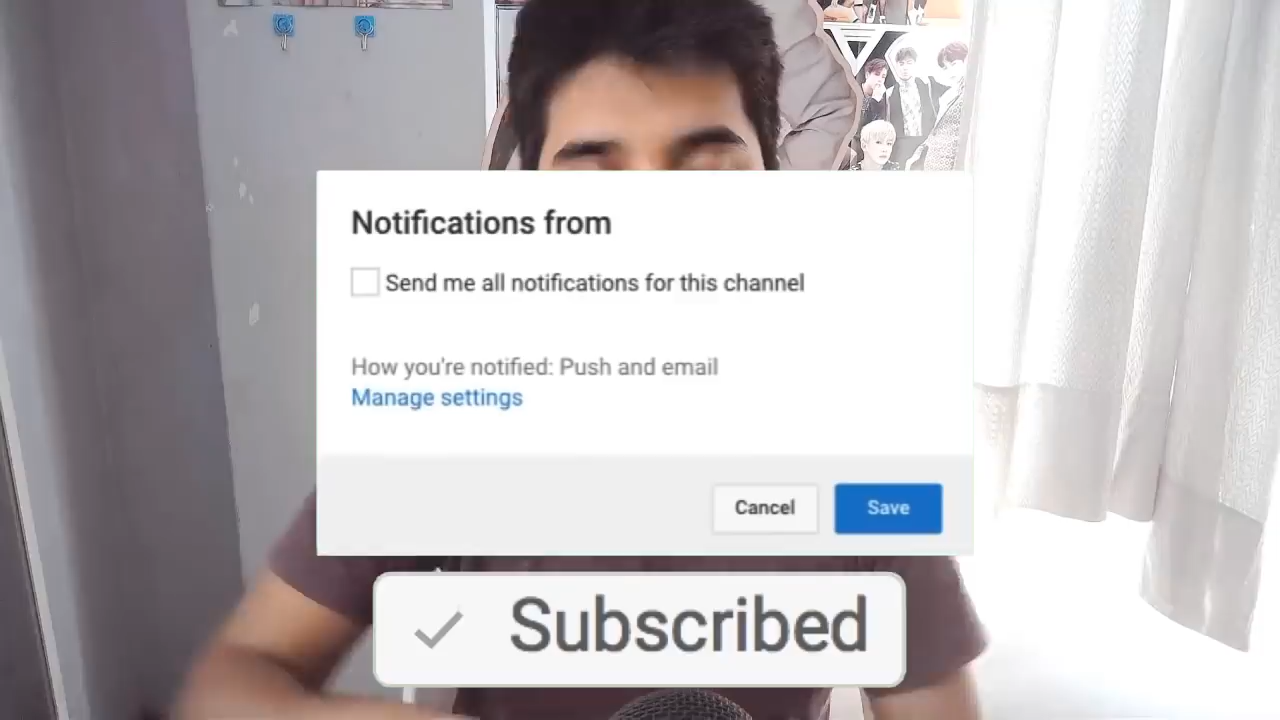 Notifications from
Send me all notifications for this channel
How you're notified: Push and email
Manage settings
Cancel
Save
Subscribed